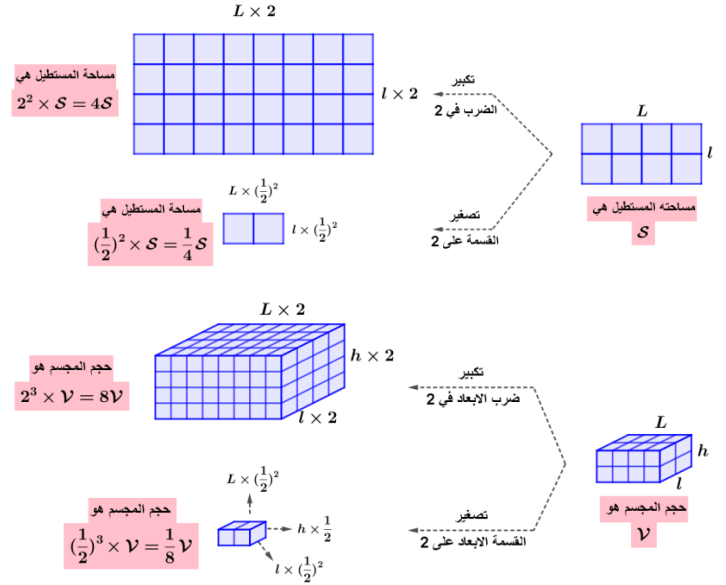 L × 2
مساحة المستطيل هي
2² × 𝒮 = 4𝒮
l × 2
تكبير
الضرب في 2
L
l
مساحته المستطيل هي
𝒮
L × (1/2)²
مساحة المستطيل هي
(1/2)² × 𝒮 = 1/4 𝒮
l × (1/2)²
تصغير
القسمة على 2
L × 2
حجم المجسم هو
2³ × 𝒱 = 8𝒱
h × 2
l × 2
تكبير
ضرب الابعاد في 2
L
h
l
حجم المجسم هو
𝒱
L × (1/2)²
حجم المجسم هو
(1/2)³ × 𝒱 = 1/8 𝒱
h × 1/2
l × (1/2)²
تصغير
القسمة الابعاد على 2